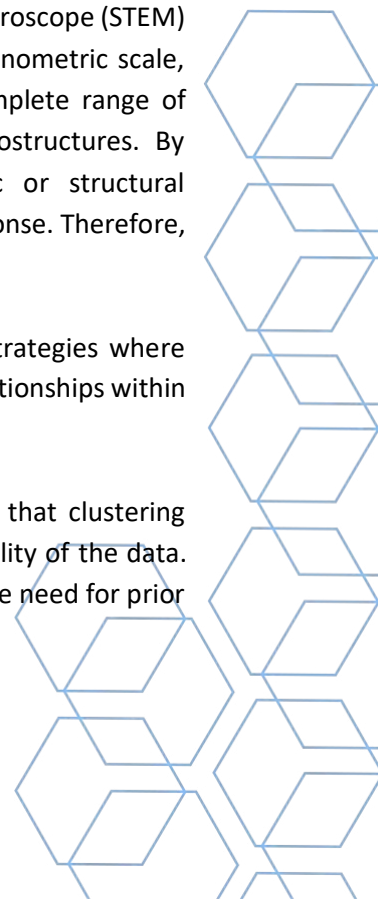 roscope (STEM)
nometric scale,
mplete range of
ostructures. By
c or structural
onse. Therefore,
trategies where
tionships within
that clustering
lity of the data.
e need for prior